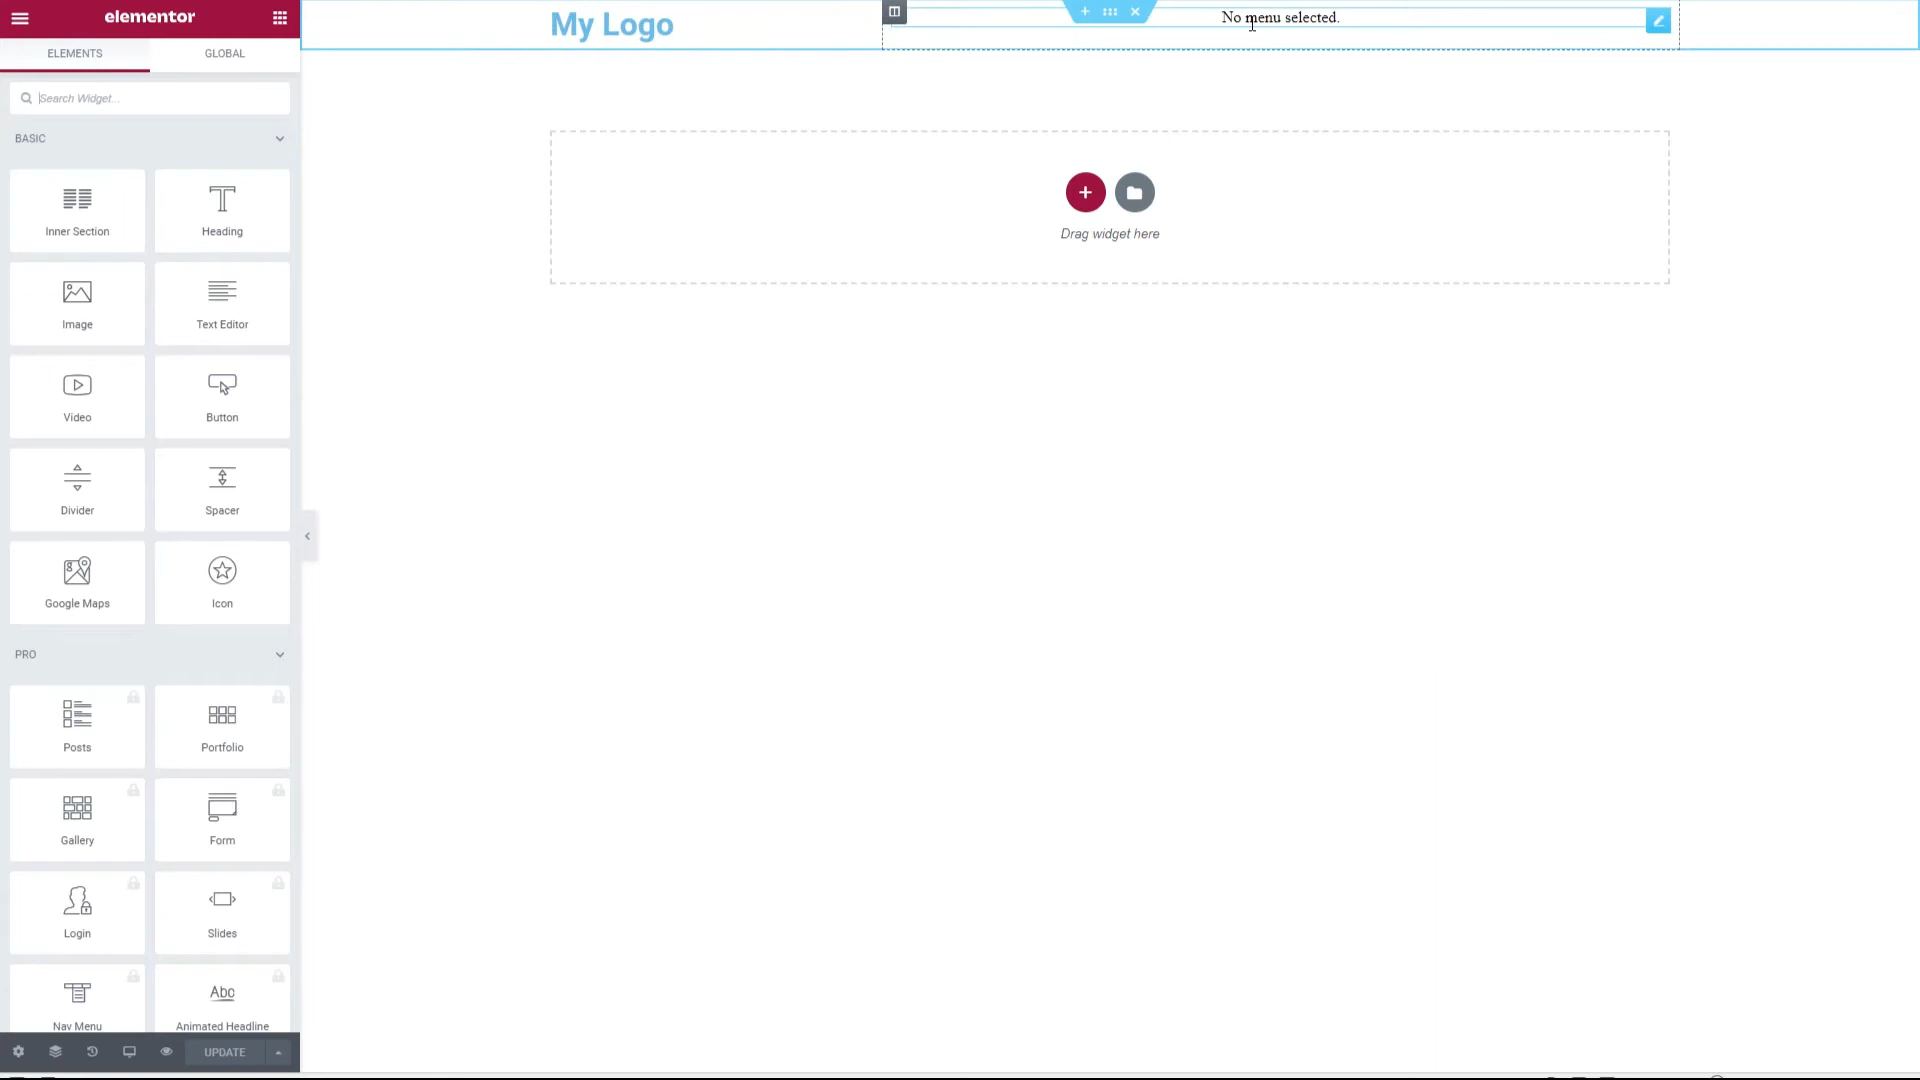 elementor
ELEMENTS
GLOBAL
Search Widget...
BASIC
Inner Section
Heading
Image
Text Editor
Video
Button
Divider
Spacer
Google Maps
Icon
PRO
Posts
Portfolio
Gallery
Form
Login
Slides
Nav Menu
Abc
Animated Headline
UPDATE
My Logo
No menu selected.
Drag widget here